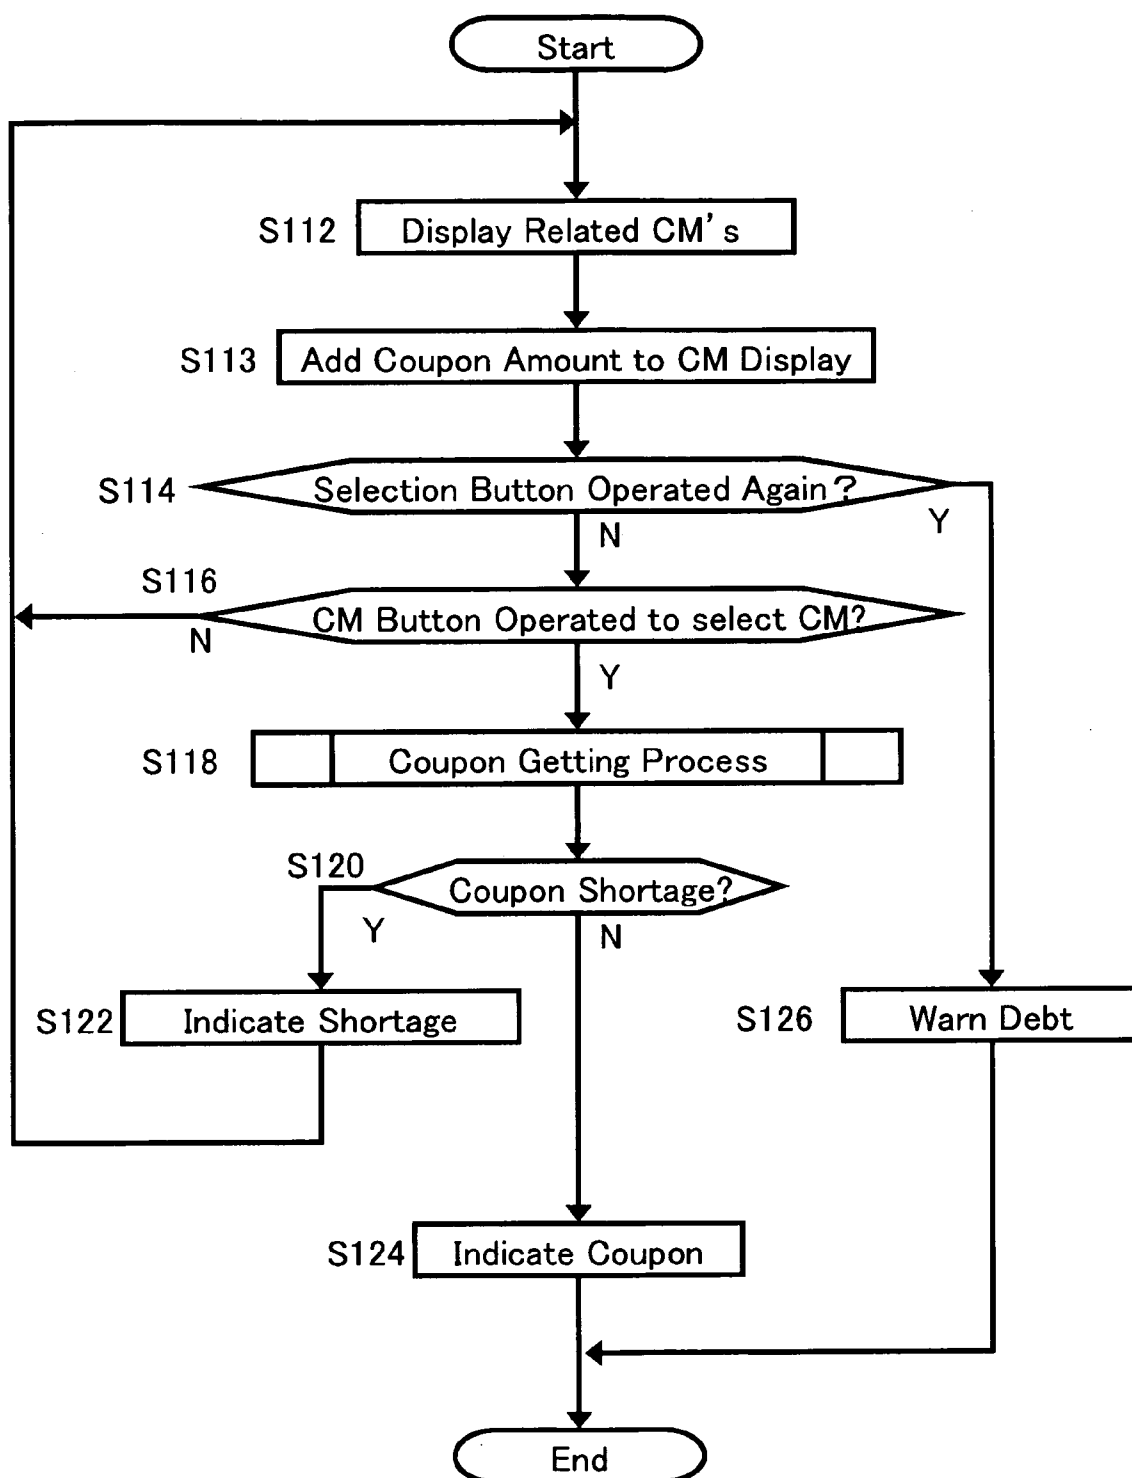 Start
S112 Display Related CM's
S113 Add Coupon Amount to CM Display
S114 Selection Button Operated Again?
N
Y
S116 CM Button Operated to select CM?
N
Y
S118 Coupon Getting Process
S120 Coupon Shortage?
Y
N
S122 Indicate Shortage
S126 Warn Debt
S124 Indicate Coupon
End